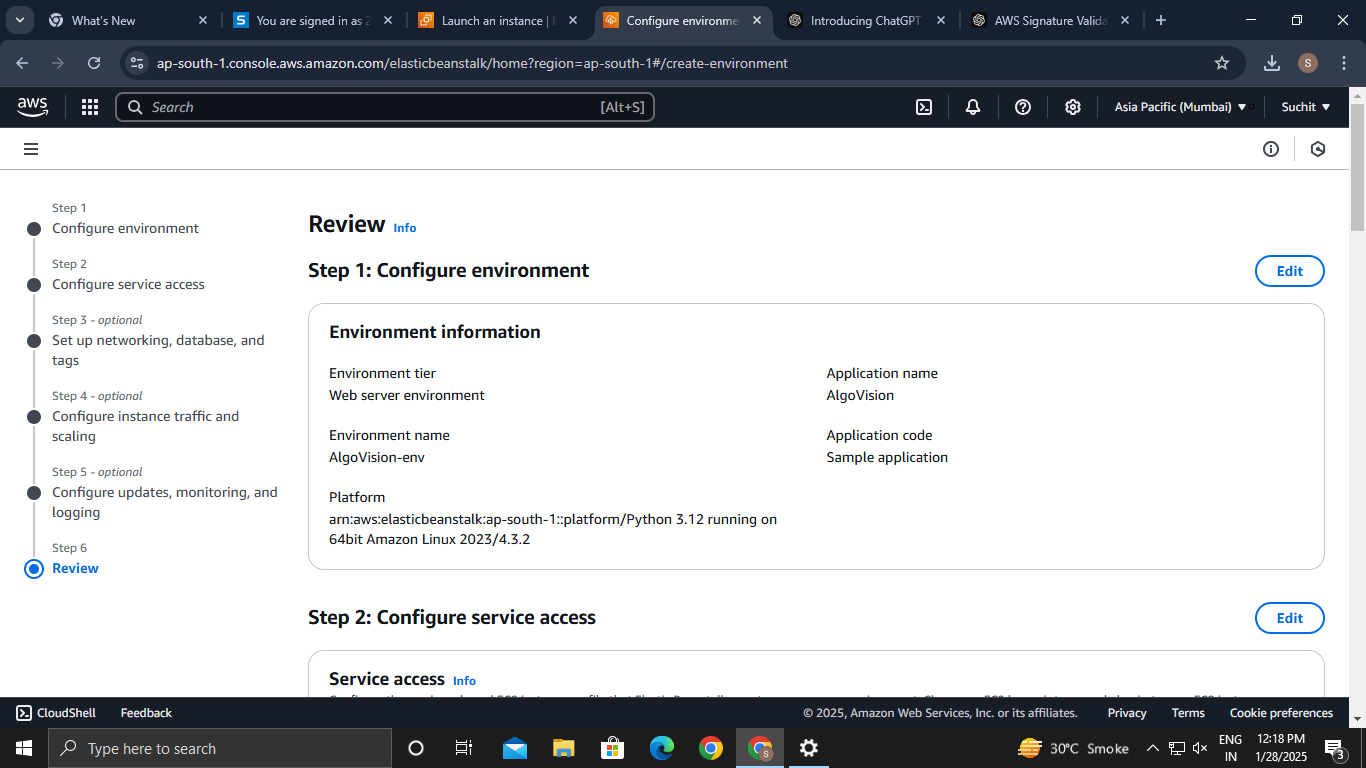 What's New
You are signed in as 2
Launch an instance | E
Configure environme
Introducing ChatGPT
AWS Signature Valida
ap-south-1.console.aws.amazon.com/elasticbeanstalk/home?region=ap-south-1#/create-environment
S
aws
Search
[Alt+S]
Asia Pacific (Mumbai)
Suchit
Step 1
Configure environment
Step 2
Configure service access
Step 3 - optional
Set up networking, database, and
tags
Step 4 - optional
Configure instance traffic and
scaling
Step 5 - optional
Configure updates, monitoring, and
logging
Step 6
Review
Review Info
Step 1: Configure environment
Edit
Environment information
Environment tier
Web server environment
Application name
AlgoVision
Environment name
AlgoVision-env
Application code
Sample application
Platform
arn:aws:elasticbeanstalk:ap-south-1::platform/Python 3.12 running on
64bit Amazon Linux 2023/4.3.2
Step 2: Configure service access
Edit
Service access Info
CloudShell
Feedback
© 2025, Amazon Web Services, Inc. or its affiliates.
Privacy
Terms
Cookie preferences
Type here to search
30°C Smoke
ENG
IN
12:18 PM
1/28/2025
3